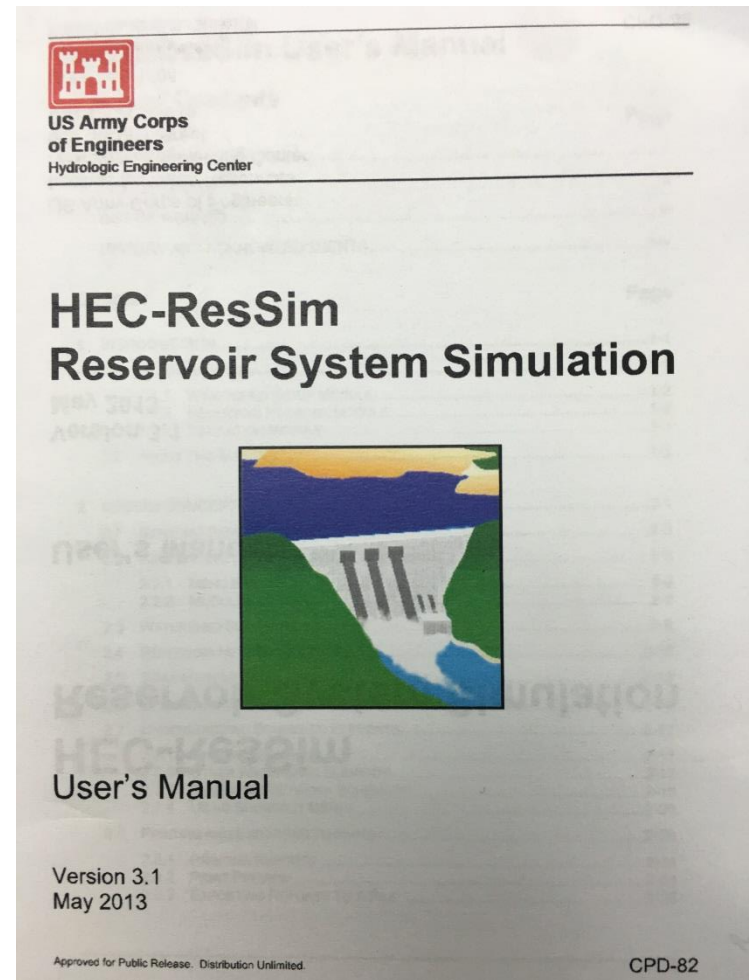 US Army Corps
of Engineers
Hydrologic Engineering Center
HEC-ResSim
Reservoir System Simulation
User's Manual
Version 3.1
May 2013
Approved for Public Release. Distribution Unlimited.
CPD-82